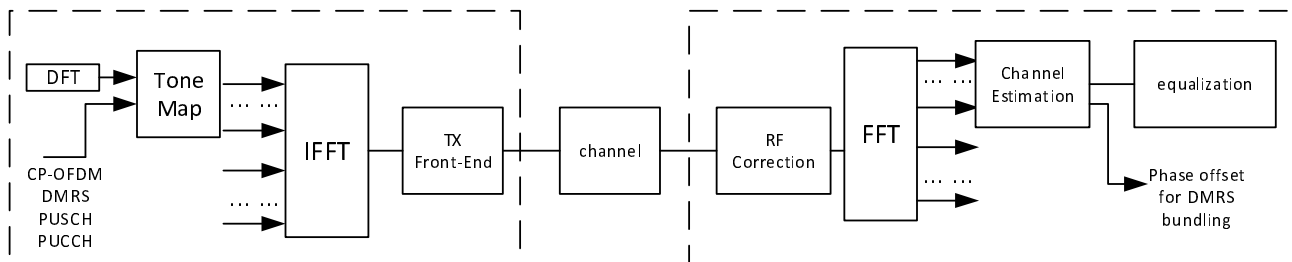 DFT
Tone
Map
... ...
... ...
CP-OFDM
DMRS
PUSCH
PUCCH
IFFT
TX
Front-End
channel
RF
Correction
FFT
... ...
... ...
Channel
Estimation
equalization
Phase offset
for DMRS
bundling